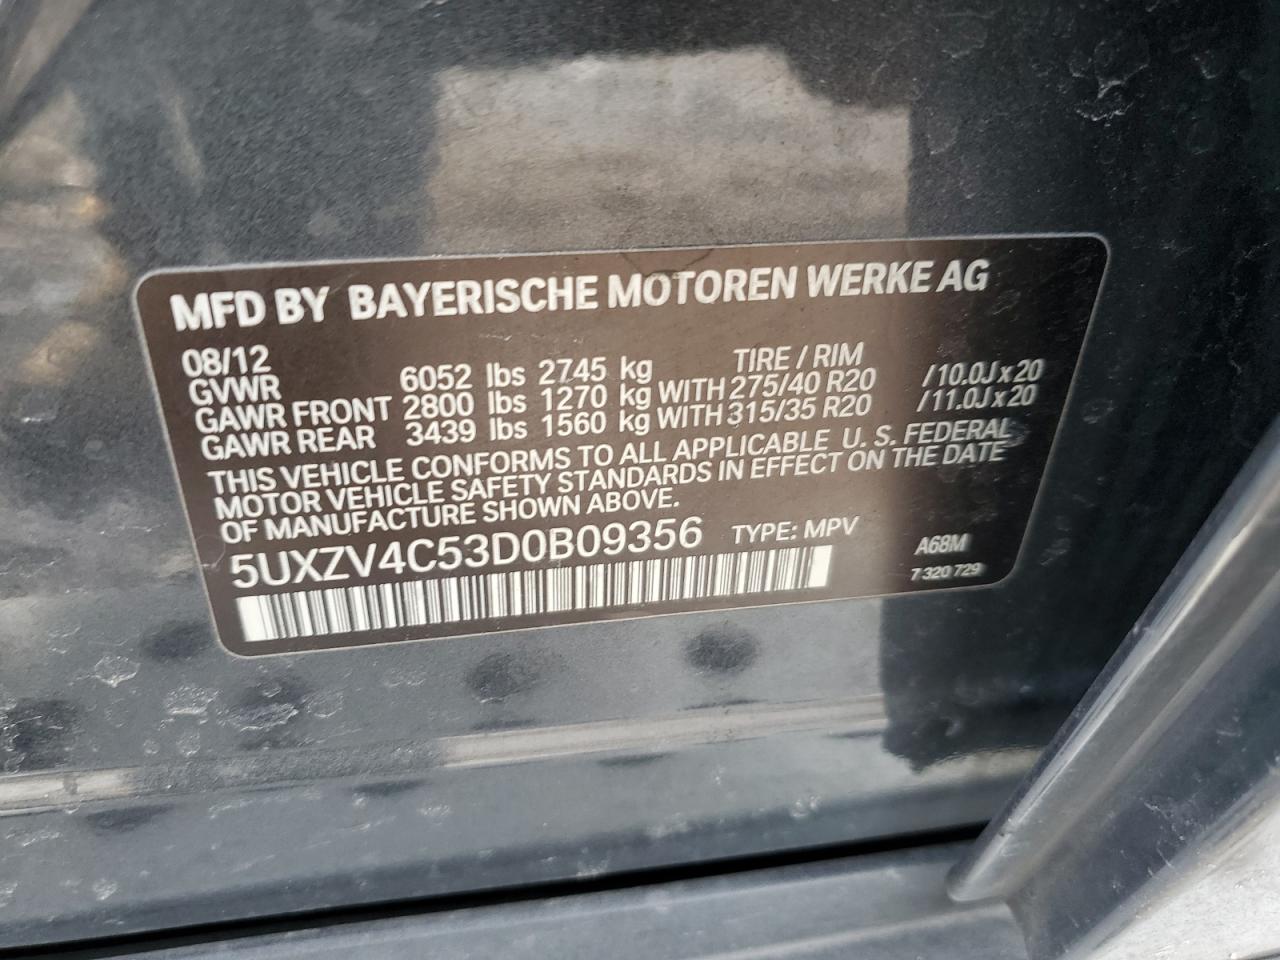 MFD BY BAYERISCHE MOTOREN WERKE AG
08/12 TIRE / RIM
GVWR 6052 lbs 2745 kg
GAWR FRONT 2800 lbs 1270 kg WITH 275/40 R20 /10.0J x 20
GAWR REAR 3439 lbs 1560 kg WITH 315/35 R20 /11.0J x 20
THIS VEHICLE CONFORMS TO ALL APPLICABLE U. S. FEDERAL
MOTOR VEHICLE SAFETY STANDARDS IN EFFECT ON THE DATE
OF MANUFACTURE SHOWN ABOVE.
5UXZV4C53D0B09356 TYPE: MPV
A68M
7 320 729